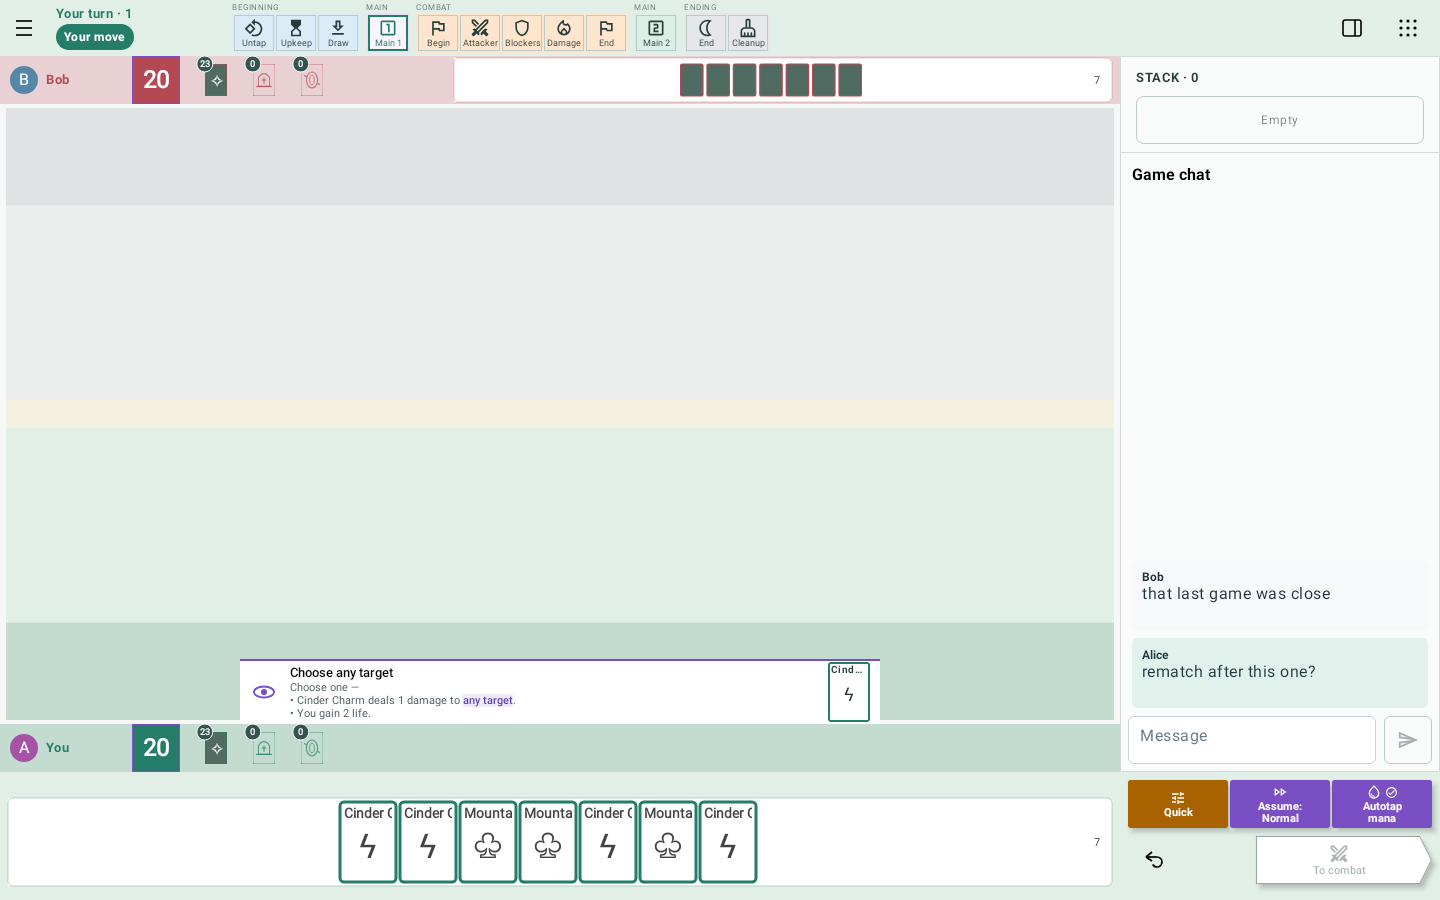 Your turn · 1
Your move
BEGINNING
Untap
Upkeep
Draw
MAIN
Main 1
COMBAT
Begin
Attacker
Blockers
Damage
End
MAIN
Main 2
ENDING
End
Cleanup
B
Bob
20
23
0
0
7
STACK · 0
Empty
Game chat
Bob
that last game was close
Alice
rematch after this one?
Message
Choose any target
Choose one —
• Cinder Charm deals 1 damage to any target.
• You gain 2 life.
Cind…
A
You
20
23
0
0
Cinder C
Cinder C
Mounta
Mounta
Cinder C
Mounta
Cinder C
7
Quick
Assume:
Normal
Autotap
mana
To combat